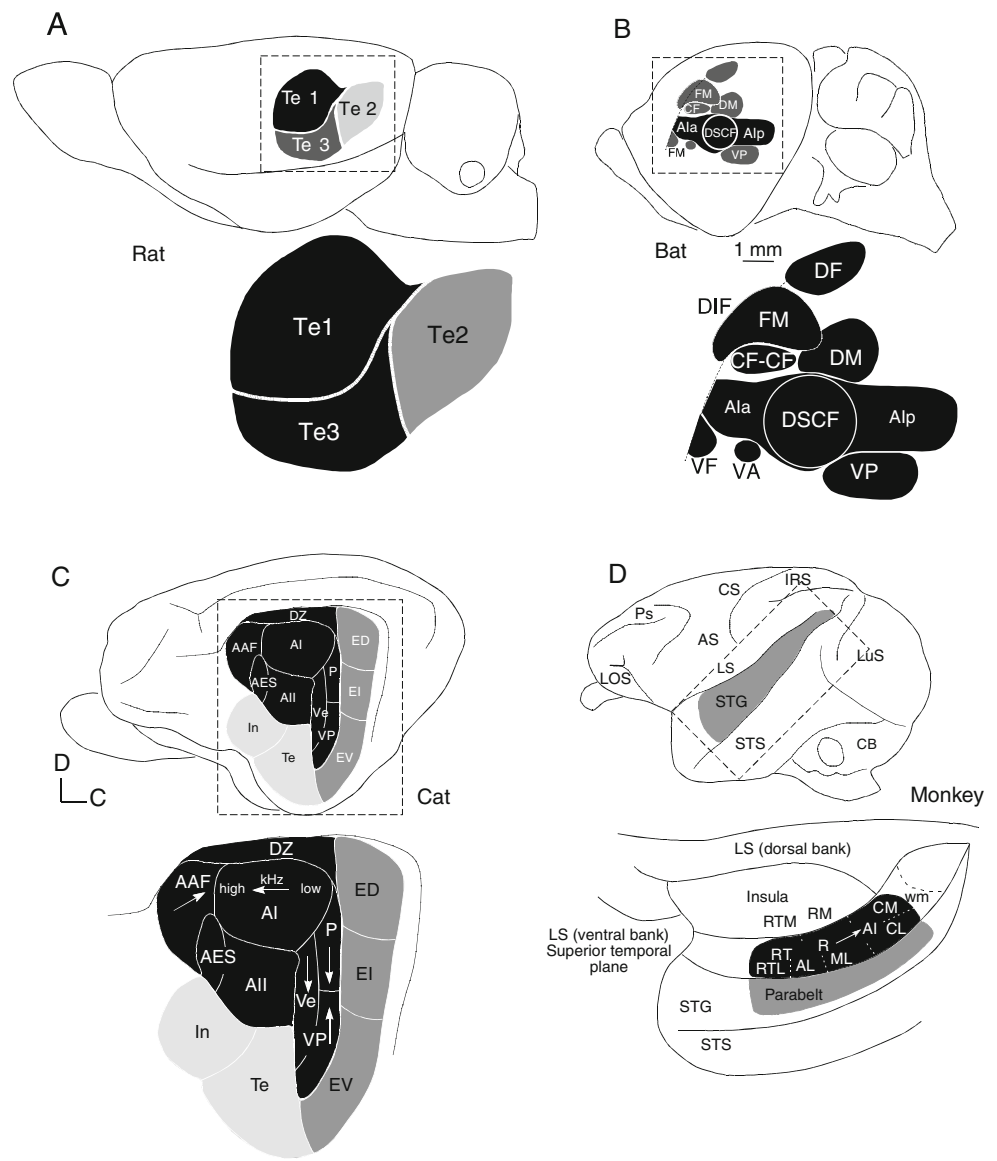 A
Te 1
Te 2
Te 3
Rat
Te1
Te2
Te3
B
FM
CF
DM
AIa
DSCF
AIp
FM
VP
Bat
1 mm
DF
DIF
FM
CF-CF
DM
AIa
DSCF
AIp
VF
VA
VP
C
DZ
AI
AAF
ED
P
AES
AII
EI
Ve
In
VP
Te
EV
D
C
Cat
DZ
AAF
high
kHz
low
AI
ED
P
AES
AII
EI
Ve
In
VP
Te
EV
D
IRS
CS
Ps
AS
LuS
LS
LOS
STG
STS
CB
Monkey
LS (dorsal bank)
Insula
wm
RM
CM
RTM
LS (ventral bank)
Superior temporal
plane
AI
CL
R
RT
ML
RTL
AL
Parabelt
STG
STS